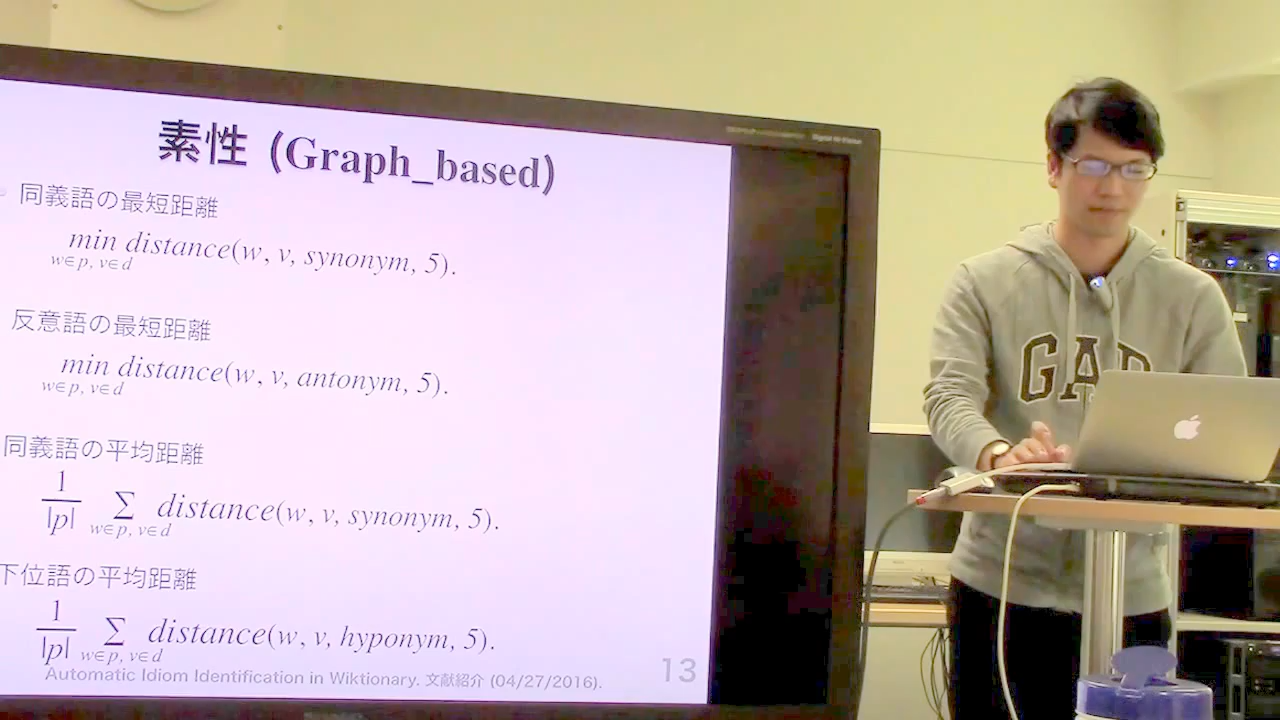 素性 (Graph_based)
同義語の最短距離
min distance(w, v, synonym, 5).
w∈p, v∈d
反意語の最短距離
min distance(w, v, antonym, 5).
w∈p, v∈d
同義語の平均距離
1/|p| Σ distance(w, v, synonym, 5).
w∈p, v∈d
下位語の平均距離
1/|p| Σ distance(w, v, hyponym, 5).
w∈p, v∈d
Automatic Idiom Identification in Wiktionary. 文献紹介 (04/27/2016).
13
GAP